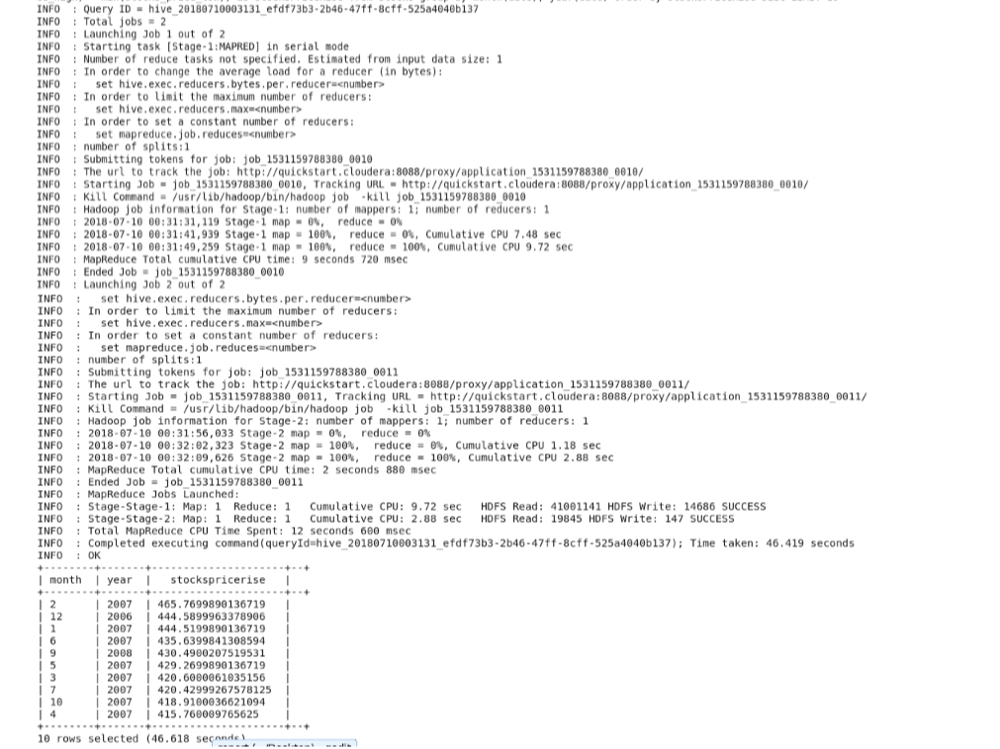 INFO  : Query ID = hive_20180710003131_efdf73b3-2b46-47ff-8cff-525a4040b137
INFO  : Total jobs = 2
INFO  : Launching Job 1 out of 2
INFO  : Starting task [Stage-1:MAPRED] in serial mode
INFO  : Number of reduce tasks not specified. Estimated from input data size: 1
INFO  : In order to change the average load for a reducer (in bytes):
INFO  :   set hive.exec.reducers.bytes.per.reducer=<number>
INFO  : In order to limit the maximum number of reducers:
INFO  :   set hive.exec.reducers.max=<number>
INFO  : In order to set a constant number of reducers:
INFO  :   set mapreduce.job.reduces=<number>
INFO  : number of splits:1
INFO  : Submitting tokens for job: job_1531159788380_0010
INFO  : The url to track the job: http://quickstart.cloudera:8088/proxy/application_1531159788380_0010/
INFO  : Starting Job = job_1531159788380_0010, Tracking URL = http://quickstart.cloudera:8088/proxy/application_1531159788380_0010/
INFO  : Kill Command = /usr/lib/hadoop/bin/hadoop job  -kill job_1531159788380_0010
INFO  : Hadoop job information for Stage-1: number of mappers: 1; number of reducers: 1
INFO  : 2018-07-10 00:31:31,119 Stage-1 map = 0%,  reduce = 0%
INFO  : 2018-07-10 00:31:41,939 Stage-1 map = 100%,  reduce = 0%, Cumulative CPU 7.48 sec
INFO  : 2018-07-10 00:31:49,259 Stage-1 map = 100%,  reduce = 100%, Cumulative CPU 9.72 sec
INFO  : MapReduce Total cumulative CPU time: 9 seconds 720 msec
INFO  : Ended Job = job_1531159788380_0010
INFO  : Launching Job 2 out of 2
INFO  :   set hive.exec.reducers.bytes.per.reducer=<number>
INFO  : In order to limit the maximum number of reducers:
INFO  :   set hive.exec.reducers.max=<number>
INFO  : In order to set a constant number of reducers:
INFO  :   set mapreduce.job.reduces=<number>
INFO  : number of splits:1
INFO  : Submitting tokens for job: job_1531159788380_0011
INFO  : The url to track the job: http://quickstart.cloudera:8088/proxy/application_1531159788380_0011/
INFO  : Starting Job = job_1531159788380_0011, Tracking URL = http://quickstart.cloudera:8088/proxy/application_1531159788380_0011/
INFO  : Kill Command = /usr/lib/hadoop/bin/hadoop job  -kill job_1531159788380_0011
INFO  : Hadoop job information for Stage-2: number of mappers: 1; number of reducers: 1
INFO  : 2018-07-10 00:31:56,033 Stage-2 map = 0%,  reduce = 0%
INFO  : 2018-07-10 00:32:02,323 Stage-2 map = 100%,  reduce = 0%, Cumulative CPU 1.18 sec
INFO  : 2018-07-10 00:32:09,626 Stage-2 map = 100%,  reduce = 100%, Cumulative CPU 2.88 sec
INFO  : MapReduce Total cumulative CPU time: 2 seconds 880 msec
INFO  : Ended Job = job_1531159788380_0011
INFO  : MapReduce Jobs Launched:
INFO  : Stage-Stage-1: Map: 1  Reduce: 1   Cumulative CPU: 9.72 sec   HDFS Read: 41001141 HDFS Write: 14686 SUCCESS
INFO  : Stage-Stage-2: Map: 1  Reduce: 1   Cumulative CPU: 2.88 sec   HDFS Read: 19845 HDFS Write: 147 SUCCESS
INFO  : Total MapReduce CPU Time Spent: 12 seconds 600 msec
INFO  : Completed executing command(queryId=hive_20180710003131_efdf73b3-2b46-47ff-8cff-525a4040b137); Time taken: 46.419 seconds
INFO  : OK
| month | year | stockspricerise |
| 2 | 2007 | 465.7699890136719 |
| 12 | 2006 | 444.5899963378906 |
| 1 | 2007 | 444.5199890136719 |
| 6 | 2007 | 435.6399841308594 |
| 9 | 2008 | 430.4900207519531 |
| 5 | 2007 | 429.2699890136719 |
| 3 | 2007 | 420.6000061035156 |
| 7 | 2007 | 420.42999267578125 |
| 10 | 2007 | 418.9100036621094 |
| 4 | 2007 | 415.760009765625 |
10 rows selected (46.618 seconds)